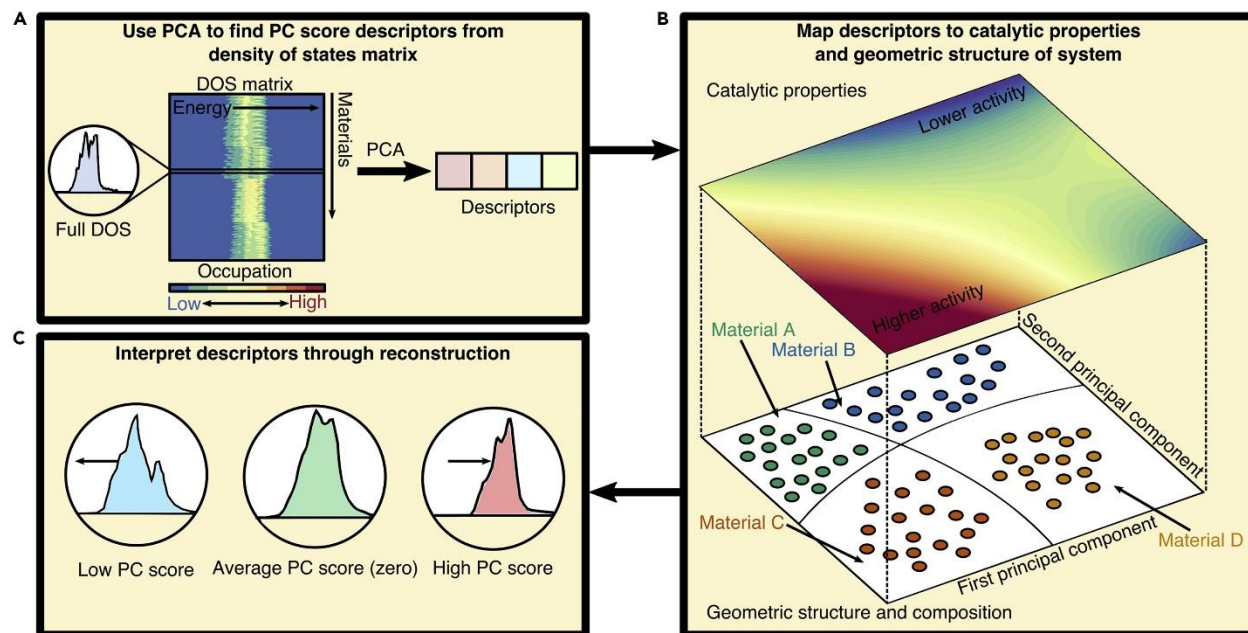 A
Use PCA to find PC score descriptors from
density of states matrix
DOS matrix
Energy
Materials
PCA
Full DOS
Descriptors
Occupation
Low
High
B
Map descriptors to catalytic properties
and geometric structure of system
Catalytic properties
Lower activity
Higher activity
Material A
Material B
Second principal component
Material C
Material D
First principal component
Geometric structure and composition
C
Interpret descriptors through reconstruction
Low PC score
Average PC score (zero)
High PC score